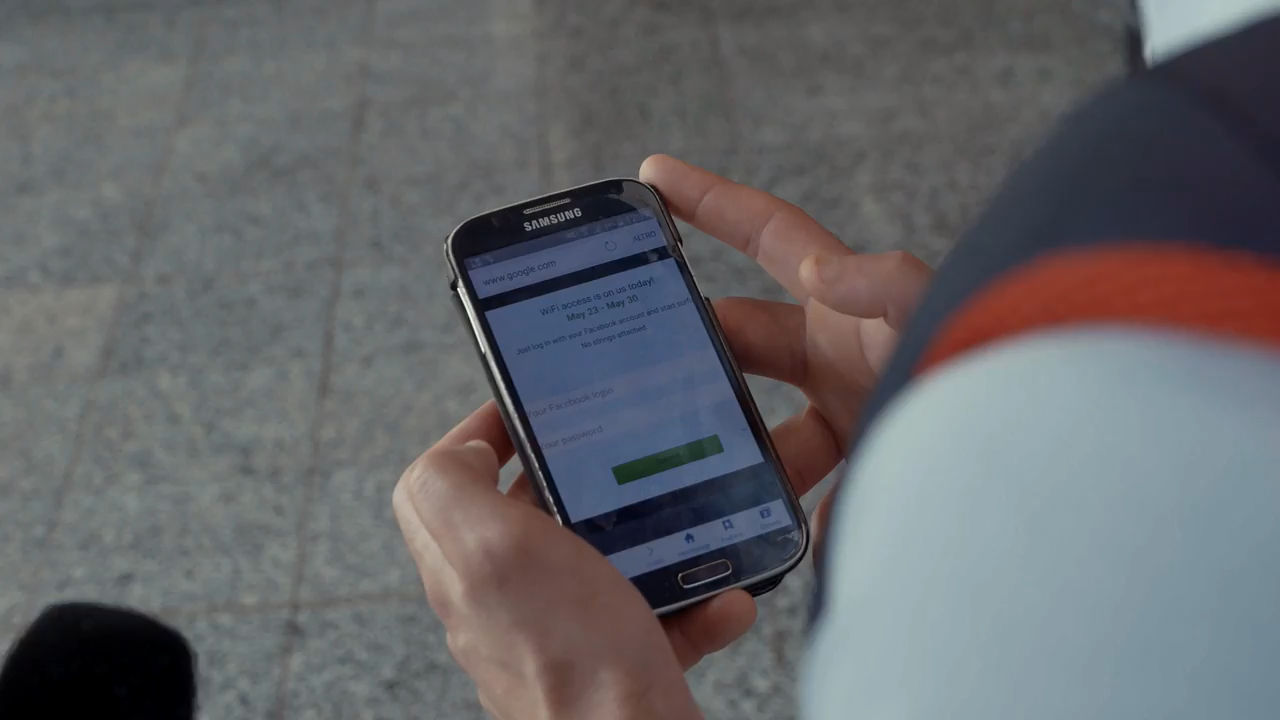 SAMSUNG
ALTRO
www.google.com
WiFi access is on us today!
May 23 - May 30
Just log in with your Facebook account and start surf
No strings attached.
Your Facebook login
Your password